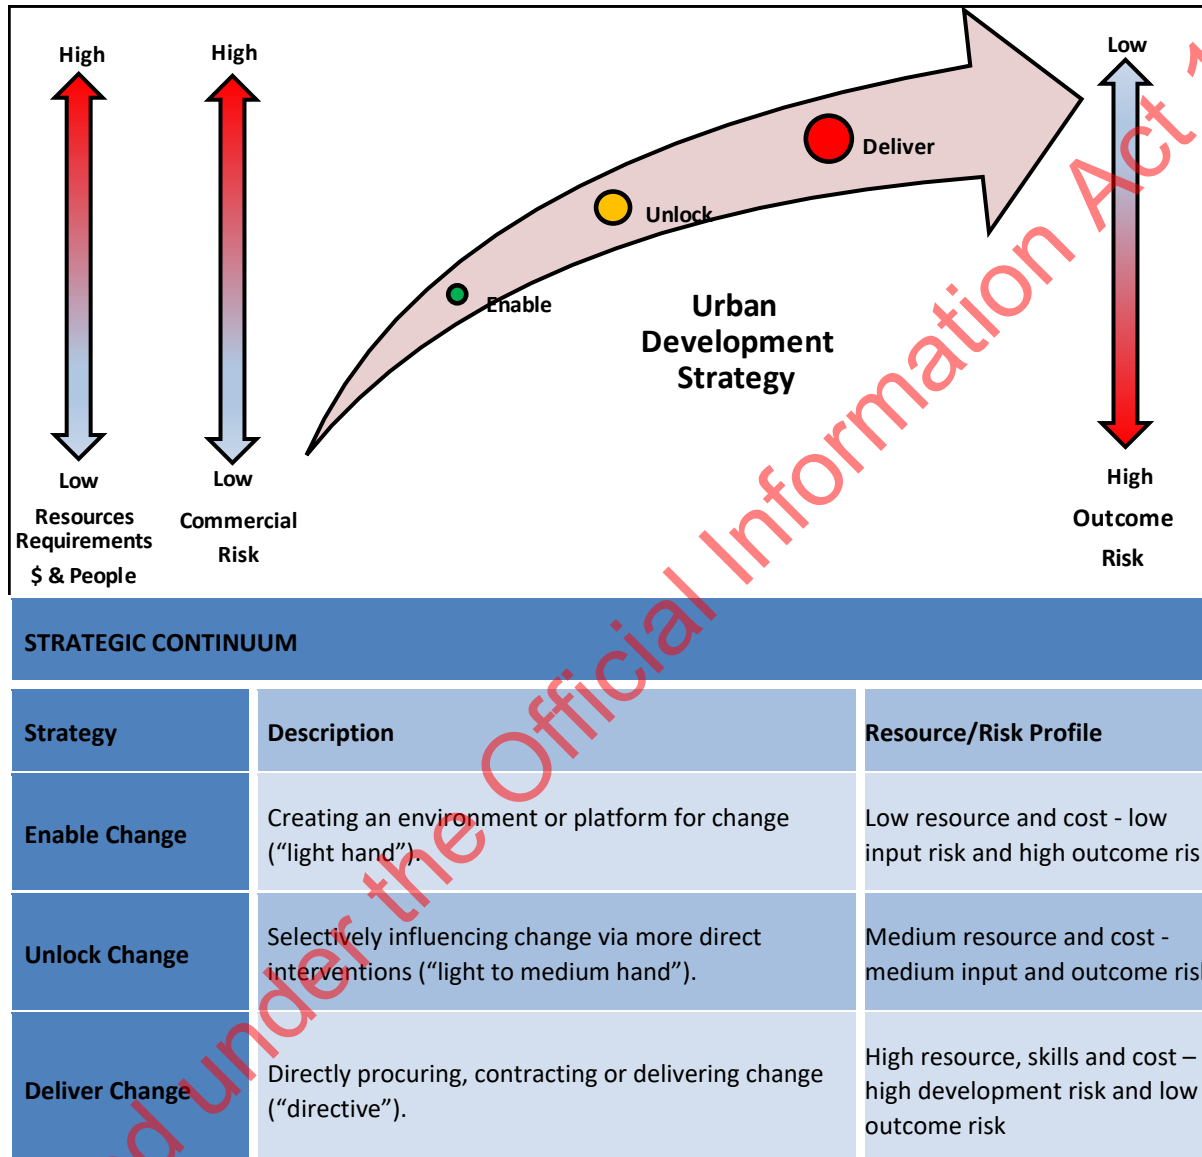 High
High
Low
Deliver
Unlock
Enable
Urban
Development
Strategy
Low
Low
High
Resources
Requirements
$ & People
Commercial
Risk
Outcome
Risk
STRATEGIC CONTINUUM
Strategy
Description
Resource/Risk Profile
Enable Change
Creating an environment or platform for change
(“light hand”).
Low resource and cost - low
input risk and high outcome ris
Unlock Change
Selectively influencing change via more direct
interventions (“light to medium hand”).
Medium resource and cost -
medium input and outcome ris
Deliver Change
Directly procuring, contracting or delivering change
(“directive”).
High resource, skills and cost –
high development risk and low
outcome risk
d under the Official Information Act 1